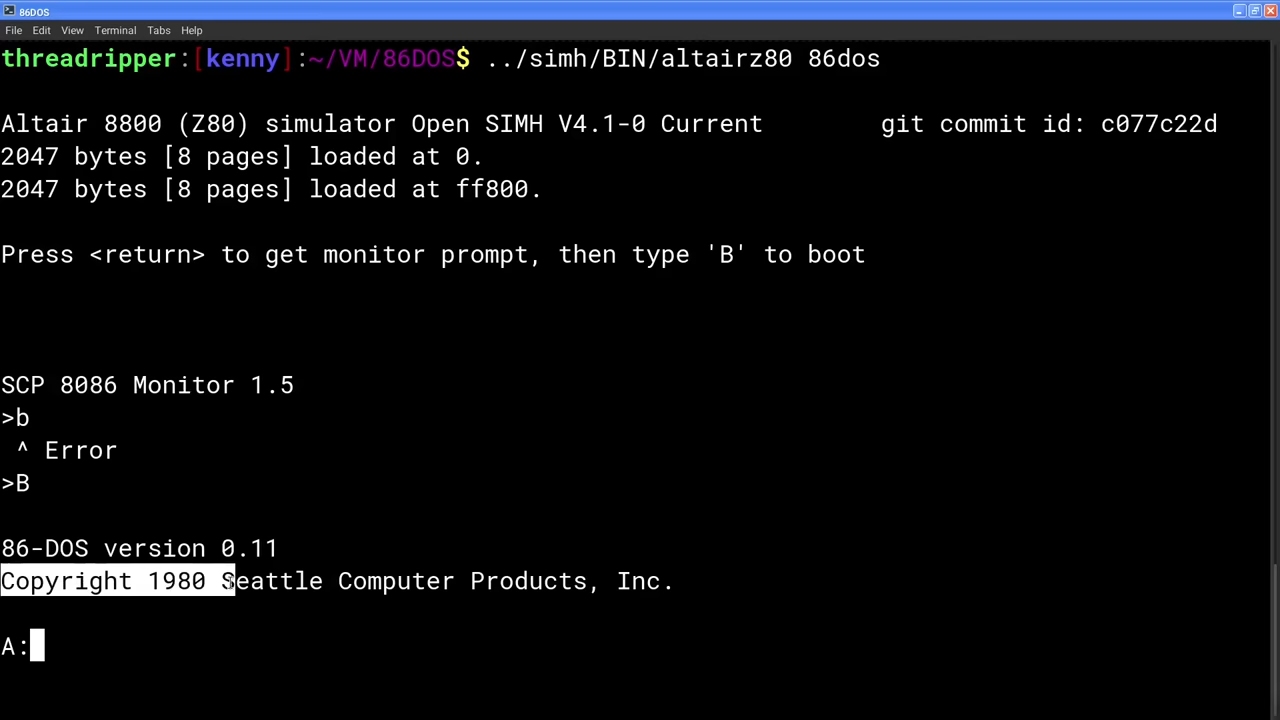 86DOS
File Edit View Terminal Tabs Help
threadripper:[kenny]:~/VM/86DOS$ ../simh/BIN/altairz80 86dos
Altair 8800 (Z80) simulator Open SIMH V4.1-0 Current        git commit id: c077c22d
2047 bytes [8 pages] loaded at 0.
2047 bytes [8 pages] loaded at ff800.
Press <return> to get monitor prompt, then type 'B' to boot
SCP 8086 Monitor 1.5
>b
^ Error
>B
86-DOS version 0.11
Copyright 1980 Seattle Computer Products, Inc.
A: